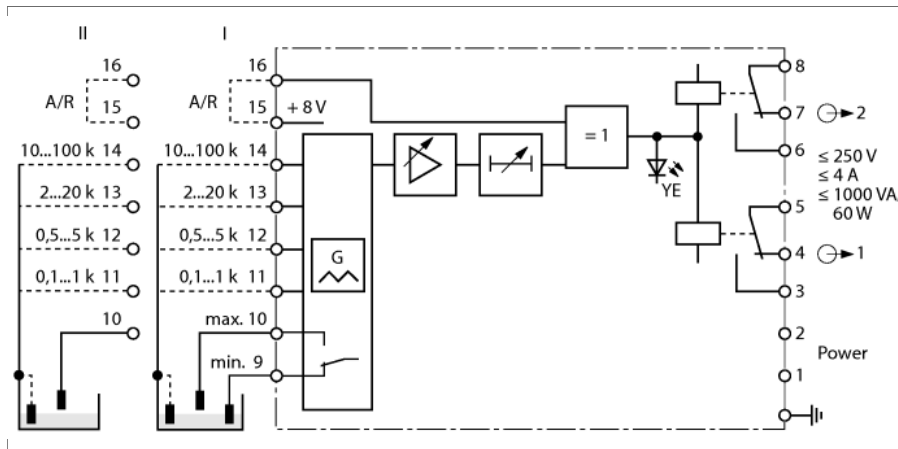 II I
16 16
A/R A/R
15 15 + 8 V
10...100 k 14 10...100 k 14
2...20 k 13 2...20 k 13
0,5...5 k 12 0,5...5 k 12
0,1...1 k 11 0,1...1 k 11
10 max. 10
min. 9
G
= 1
YE
8
7 2
6
≤ 250 V
≤ 4 A
≤ 1000 VA,
60 W
5
4 1
3
2
Power
1